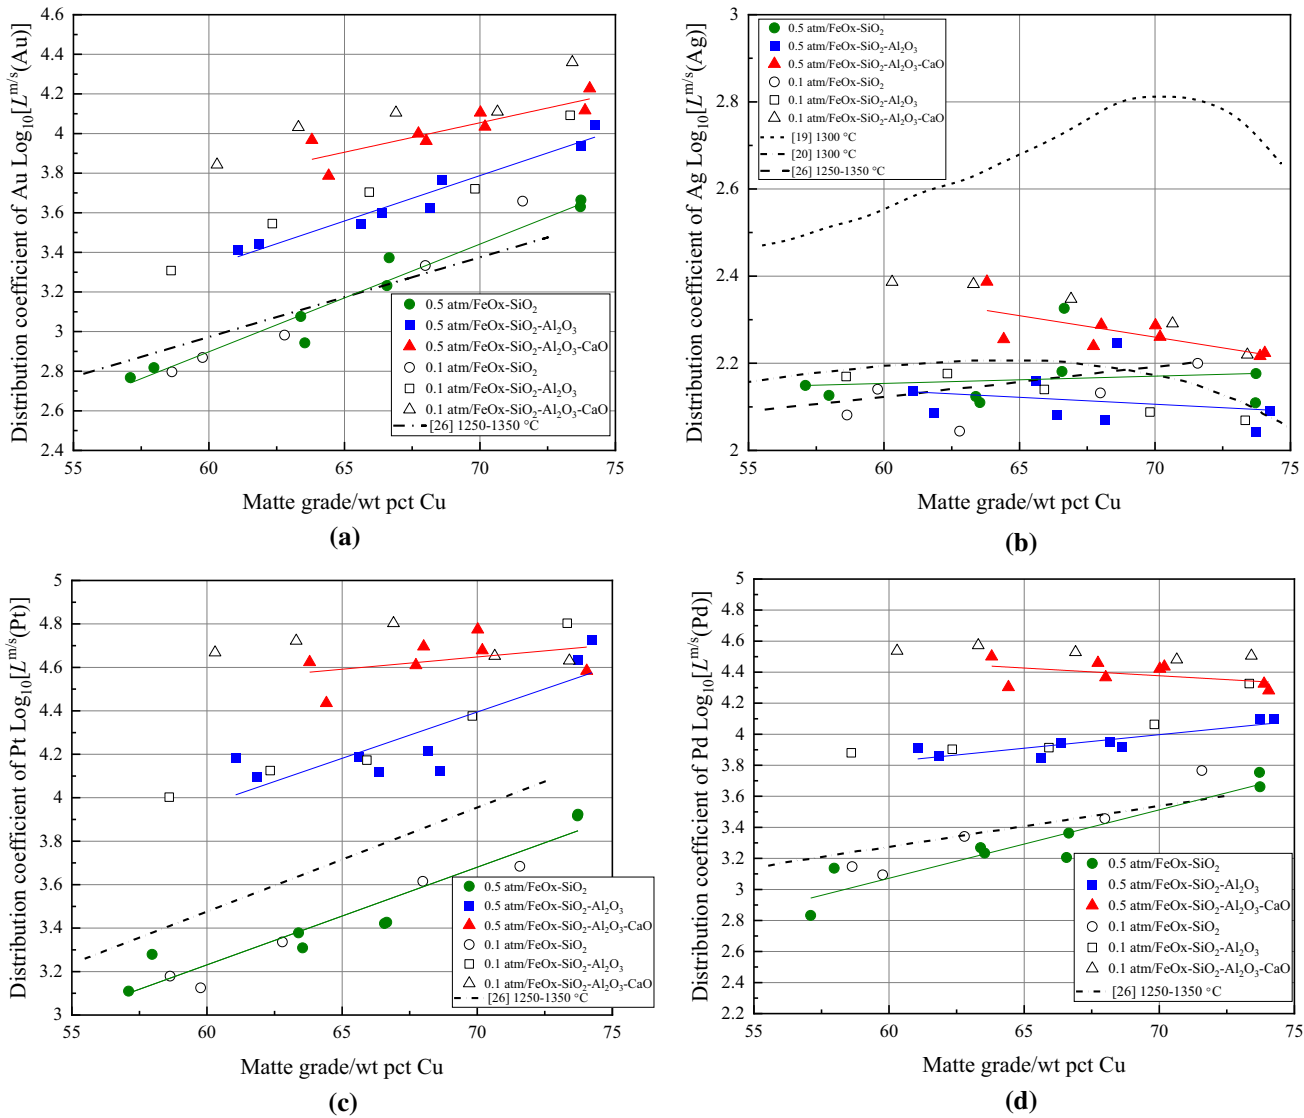 4.6
4.4
4.2
4
3.8
3.6
3.4
3.2
3
2.8
2.6
2.4
55 60 65 70 75
Distribution coefficient of Au Log₁₀[Lᵐ/ˢ(Au)]
Matte grade/wt pct Cu
0.5 atm/FeOx-SiO₂
0.5 atm/FeOx-SiO₂-Al₂O₃
0.5 atm/FeOx-SiO₂-Al₂O₃-CaO
0.1 atm/FeOx-SiO₂
0.1 atm/FeOx-SiO₂-Al₂O₃
0.1 atm/FeOx-SiO₂-Al₂O₃-CaO
[26] 1250-1350 °C
(a)
3
2.8
2.6
2.4
2.2
2
55 60 65 70 75
Distribution coefficient of Ag Log₁₀[Lᵐ/ˢ(Ag)]
Matte grade/wt pct Cu
0.5 atm/FeOx-SiO₂
0.5 atm/FeOx-SiO₂-Al₂O₃
0.5 atm/FeOx-SiO₂-Al₂O₃-CaO
0.1 atm/FeOx-SiO₂
0.1 atm/FeOx-SiO₂-Al₂O₃
0.1 atm/FeOx-SiO₂-Al₂O₃-CaO
[19] 1300 °C
[20] 1300 °C
[26] 1250-1350 °C
(b)
5
4.8
4.6
4.4
4.2
4
3.8
3.6
3.4
3.2
3
55 60 65 70 75
Distribution coefficient of Pt Log₁₀[Lᵐ/ˢ(Pt)]
Matte grade/wt pct Cu
0.5 atm/FeOx-SiO₂
0.5 atm/FeOx-SiO₂-Al₂O₃
0.5 atm/FeOx-SiO₂-Al₂O₃-CaO
0.1 atm/FeOx-SiO₂
0.1 atm/FeOx-SiO₂-Al₂O₃
0.1 atm/FeOx-SiO₂-Al₂O₃-CaO
[26] 1250-1350 °C
(c)
5
4.8
4.6
4.4
4.2
4
3.8
3.6
3.4
3.2
3
2.8
2.6
2.4
2.2
55 60 65 70 75
Distribution coefficient of Pd Log₁₀[Lᵐ/ˢ(Pd)]
Matte grade/wt pct Cu
0.5 atm/FeOx-SiO₂
0.5 atm/FeOx-SiO₂-Al₂O₃
0.5 atm/FeOx-SiO₂-Al₂O₃-CaO
0.1 atm/FeOx-SiO₂
0.1 atm/FeOx-SiO₂-Al₂O₃
0.1 atm/FeOx-SiO₂-Al₂O₃-CaO
[26] 1250-1350 °C
(d)